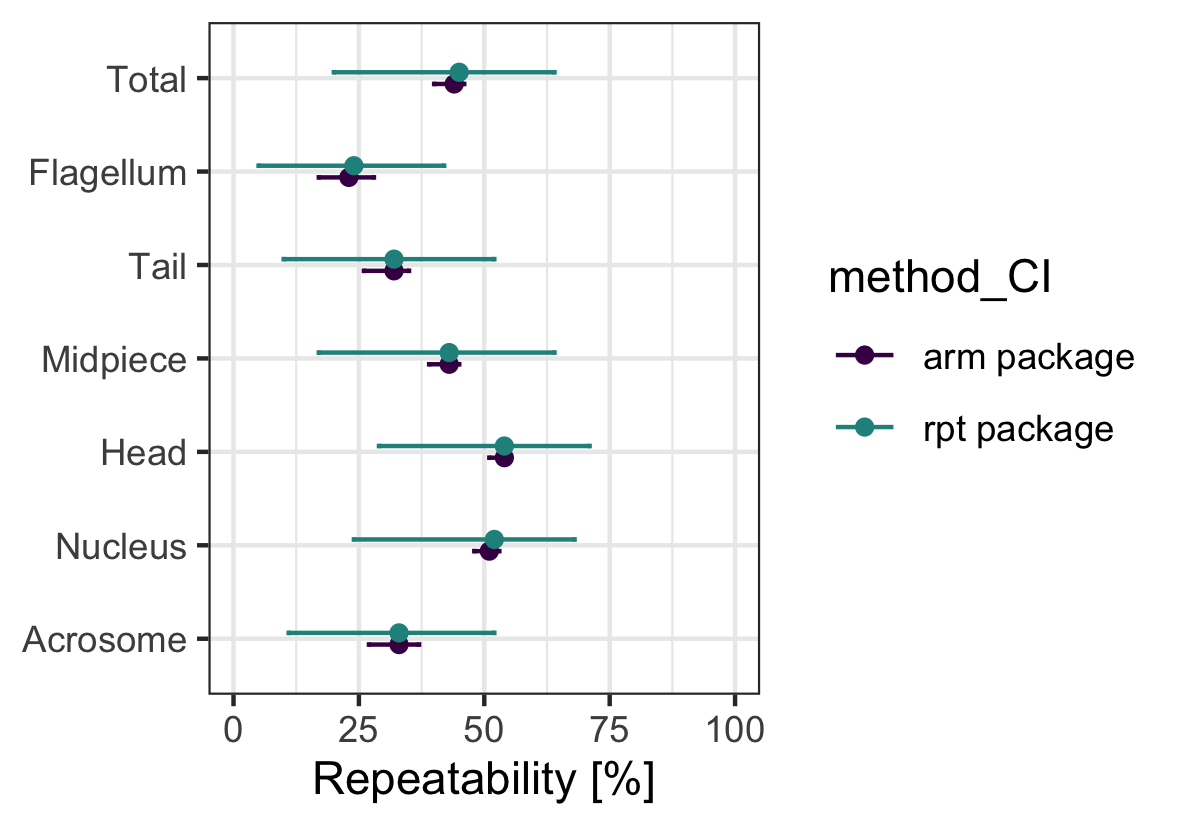 Total
Flagellum
Tail
Midpiece
Head
Nucleus
Acrosome
0 25 50 75 100
Repeatability [%]
method_CI
arm package
rpt package